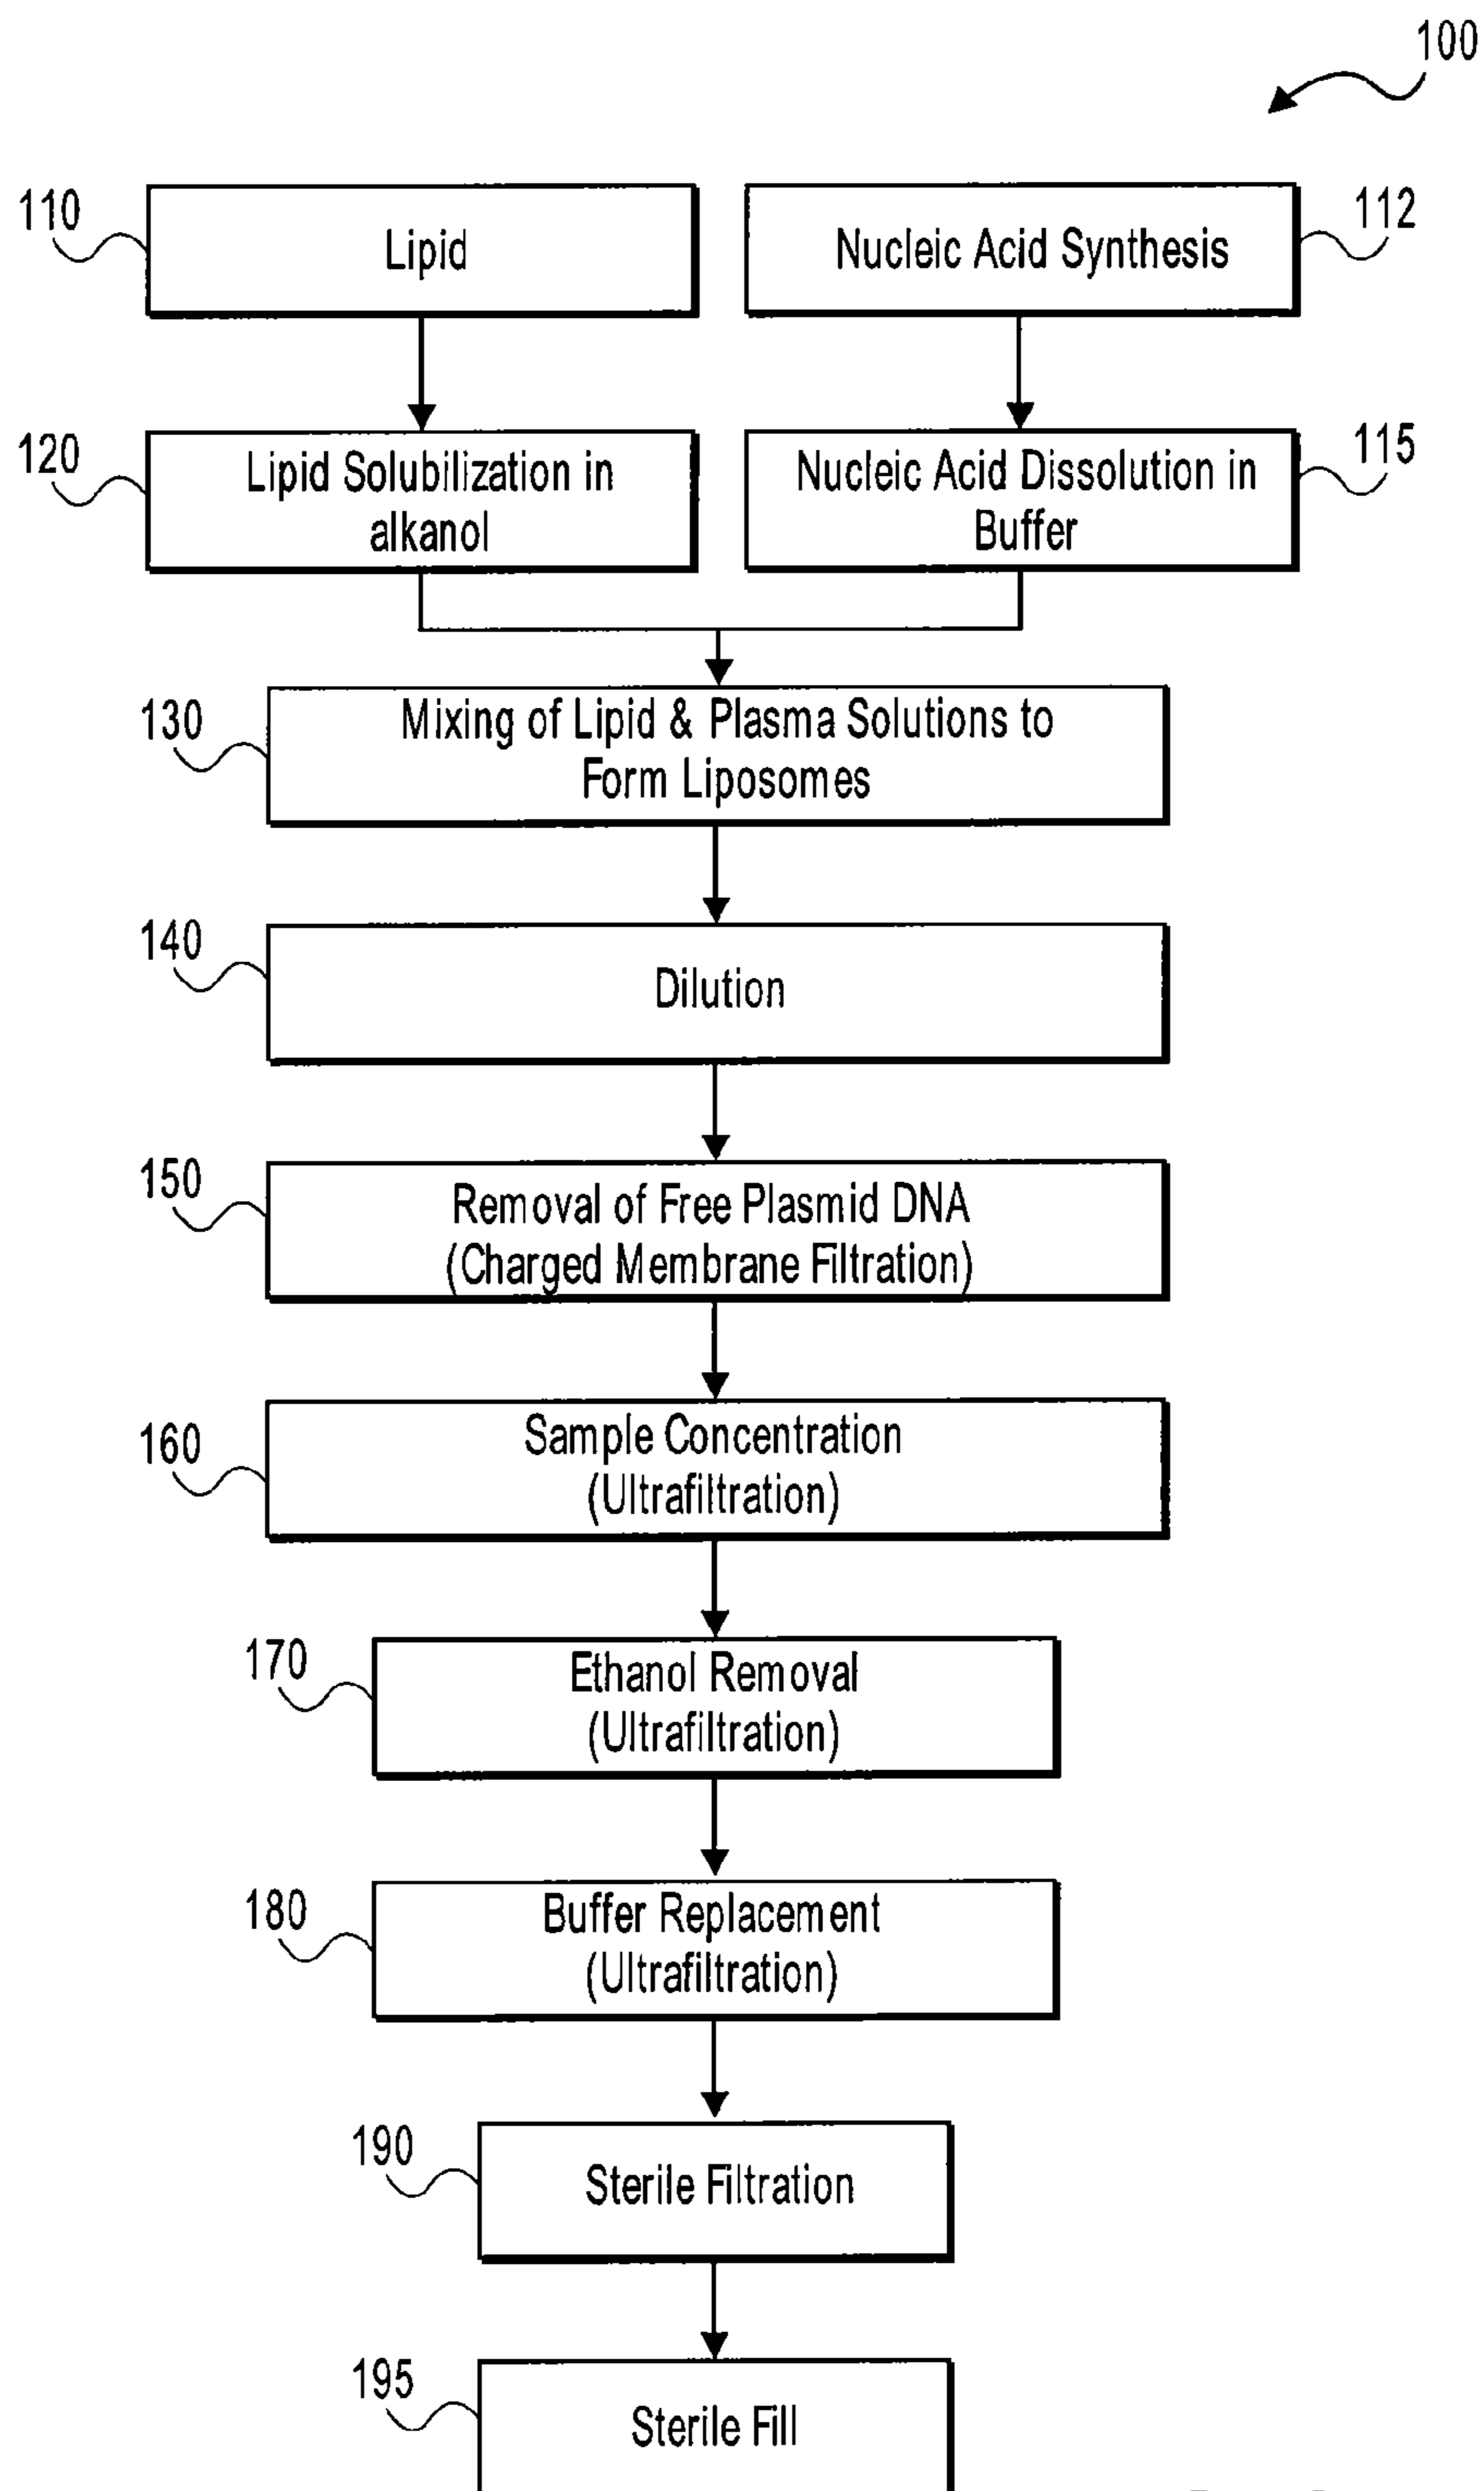 100
110
Lipid
Nucleic Acid Synthesis
112
120
Lipid Solubilization in
alkanol
Nucleic Acid Dissolution in
Buffer
115
130
Mixing of Lipid & Plasma Solutions to
Form Liposomes
140
Dilution
150
Removal of Free Plasmid DNA
(Charged Membrane Filtration)
160
Sample Concentration
(Ultrafiltration)
170
Ethanol Removal
(Ultrafiltration)
180
Buffer Replacement
(Ultrafiltration)
190
Sterile Filtration
195
Sterile Fill